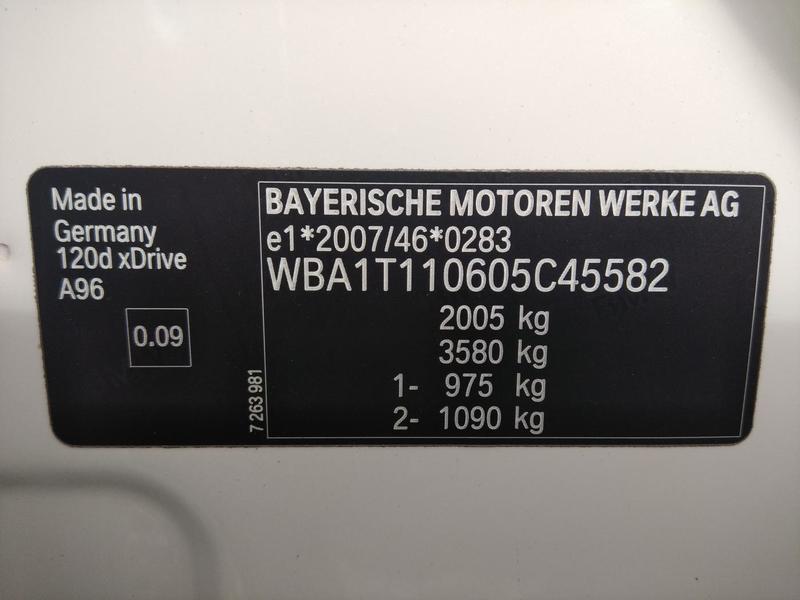 Made in
Germany
120d xDrive
A96
0.09
7 263 981
BAYERISCHE MOTOREN WERKE AG
e1*2007/46*0283
WBA1T110605C45582
2005 kg
3580 kg
1- 975 kg
2- 1090 kg